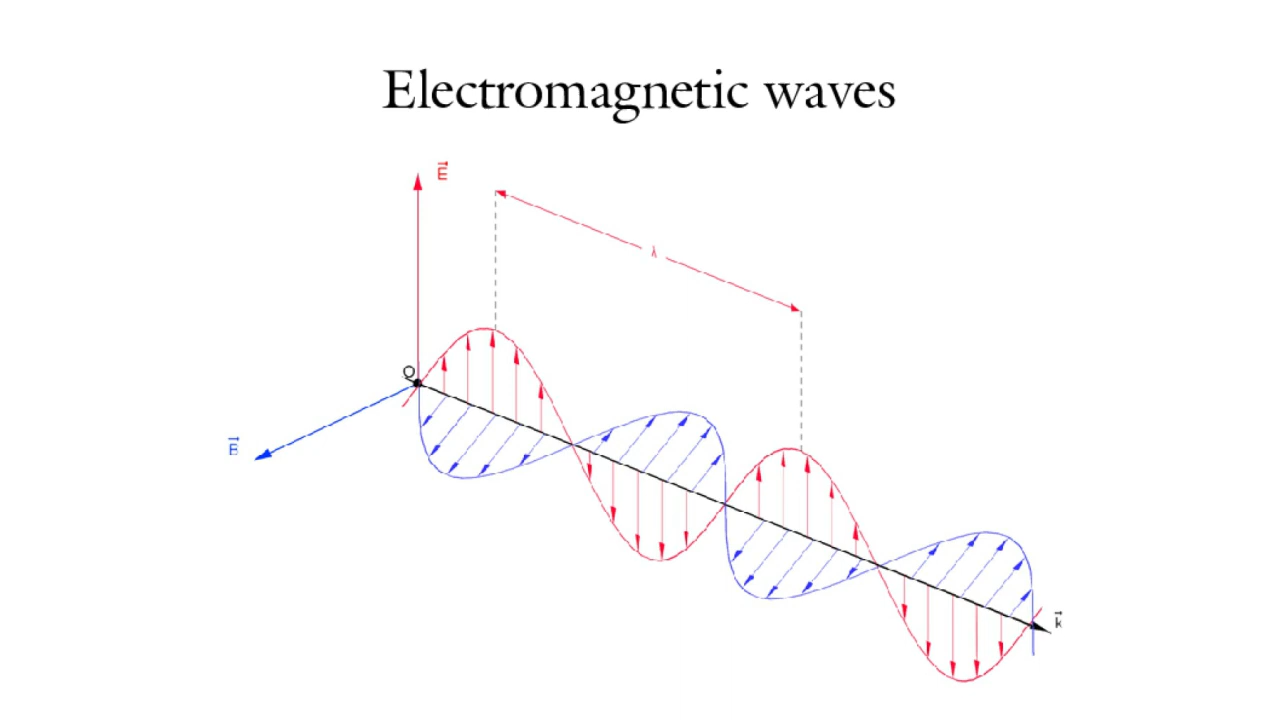 Electromagnetic waves
E⃗
λ
O
B⃗
k⃗